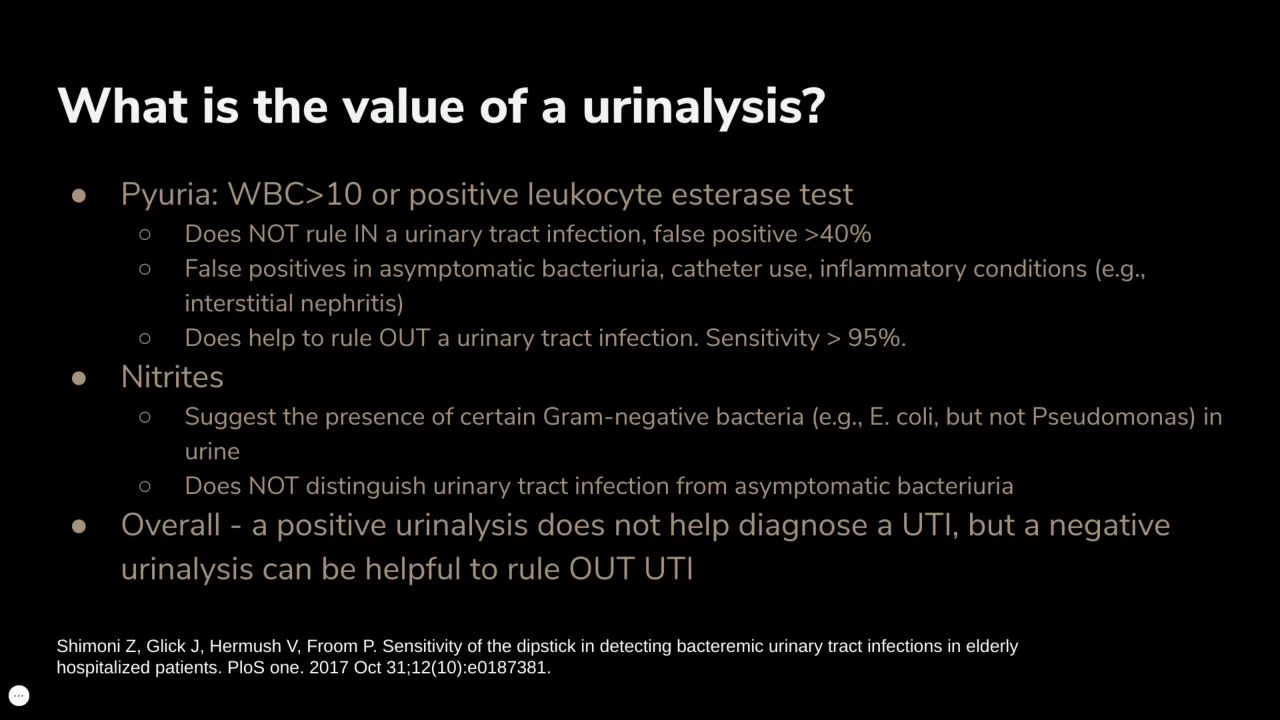 What is the value of a urinalysis?
● Pyuria: WBC>10 or positive leukocyte esterase test
○ Does NOT rule IN a urinary tract infection, false positive >40%
○ False positives in asymptomatic bacteriuria, catheter use, inflammatory conditions (e.g.,
interstitial nephritis)
○ Does help to rule OUT a urinary tract infection. Sensitivity > 95%.
● Nitrites
○ Suggest the presence of certain Gram-negative bacteria (e.g., E. coli, but not Pseudomonas) in
urine
○ Does NOT distinguish urinary tract infection from asymptomatic bacteriuria
● Overall - a positive urinalysis does not help diagnose a UTI, but a negative
urinalysis can be helpful to rule OUT UTI
Shimoni Z, Glick J, Hermush V, Froom P. Sensitivity of the dipstick in detecting bacteremic urinary tract infections in elderly
hospitalized patients. PloS one. 2017 Oct 31;12(10):e0187381.